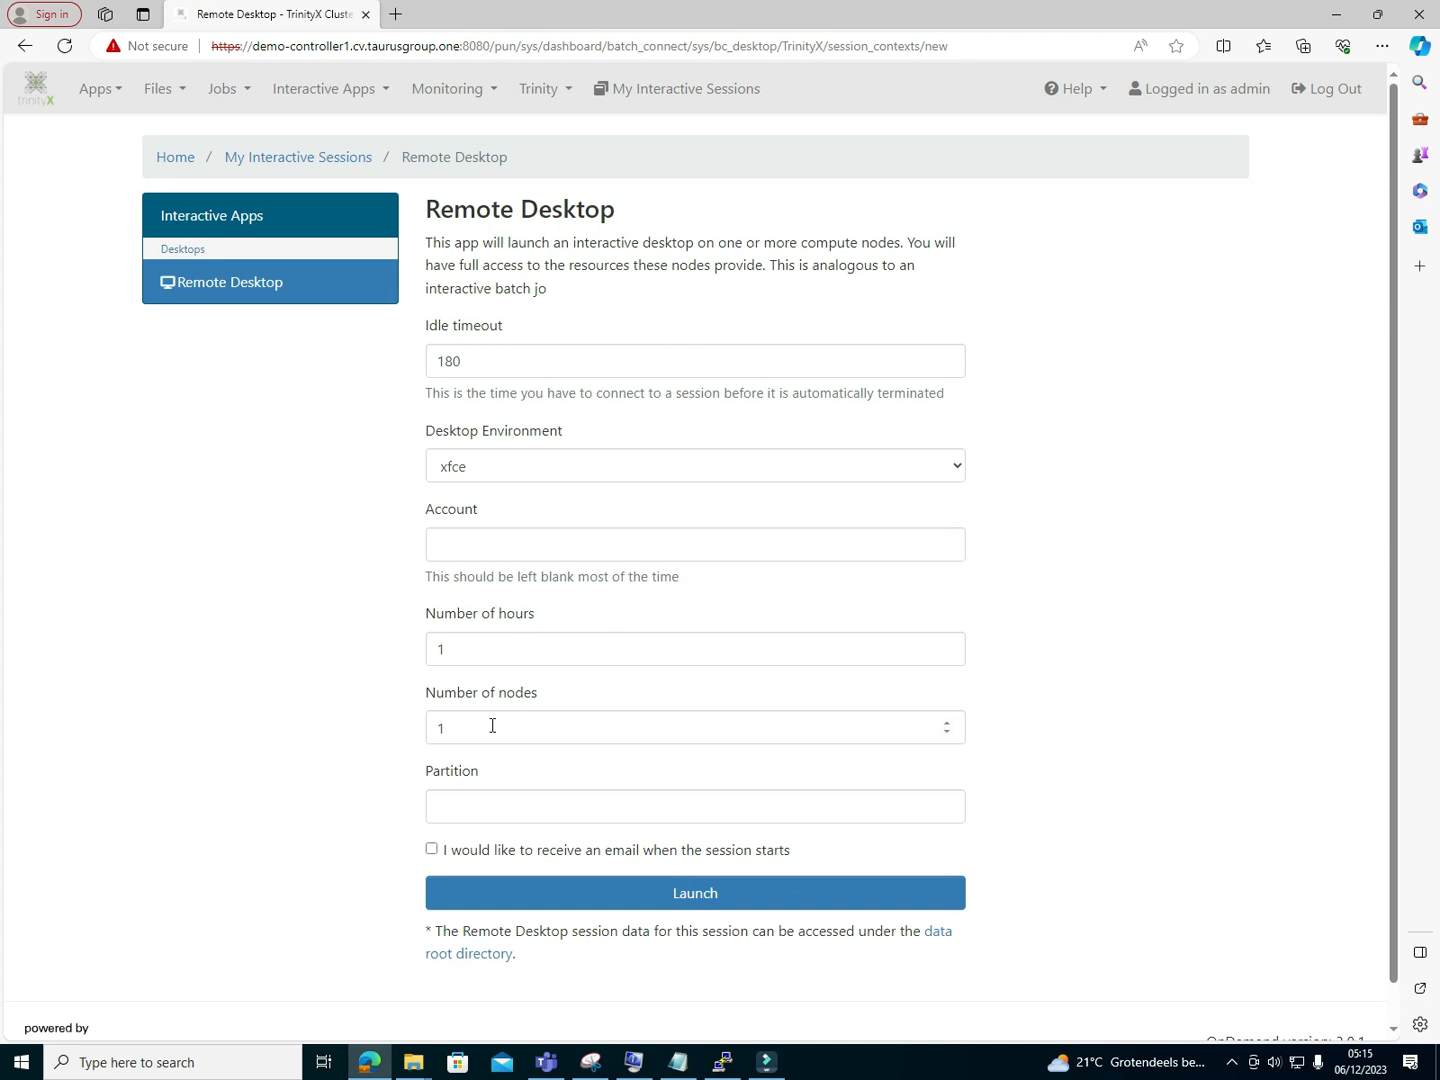 Sign in
Remote Desktop - TrinityX Cluste
Not secure
https://demo-controller1.cv.taurusgroup.one:8080/pun/sys/dashboard/batch_connect/sys/bc_desktop/TrinityX/session_contexts/new
trinityX
Apps
Files
Jobs
Interactive Apps
Monitoring
Trinity
My Interactive Sessions
Help
Logged in as admin
Log Out
Home / My Interactive Sessions / Remote Desktop
Interactive Apps
Desktops
Remote Desktop
Remote Desktop
This app will launch an interactive desktop on one or more compute nodes. You will
have full access to the resources these nodes provide. This is analogous to an
interactive batch jo
Idle timeout
180
This is the time you have to connect to a session before it is automatically terminated
Desktop Environment
xfce
Account
This should be left blank most of the time
Number of hours
1
Number of nodes
1
Partition
I would like to receive an email when the session starts
Launch
* The Remote Desktop session data for this session can be accessed under the data
root directory.
powered by
Type here to search
21°C Grotendeels be...
05:15
06/12/2023